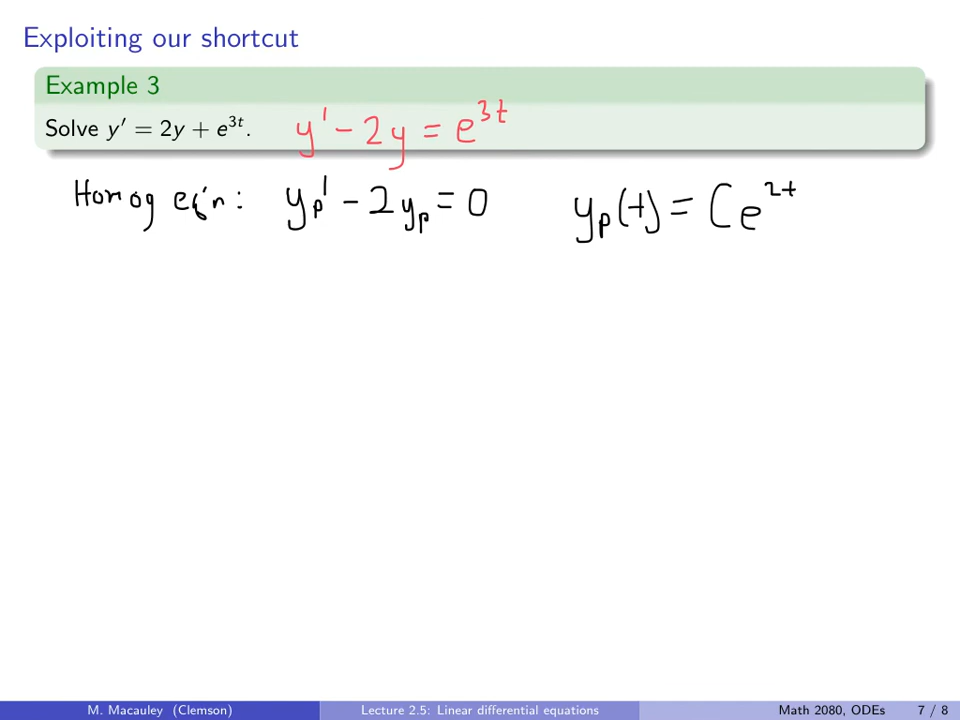 Exploiting our shortcut
Example 3
Solve y′ = 2y + e^{3t}. y' - 2y = e^{3t}
Homog eq'n: y_p' - 2y_p = 0 y_p(t) = Ce^{2t}
M. Macauley (Clemson) Lecture 2.5: Linear differential equations Math 2080, ODEs 7 / 8